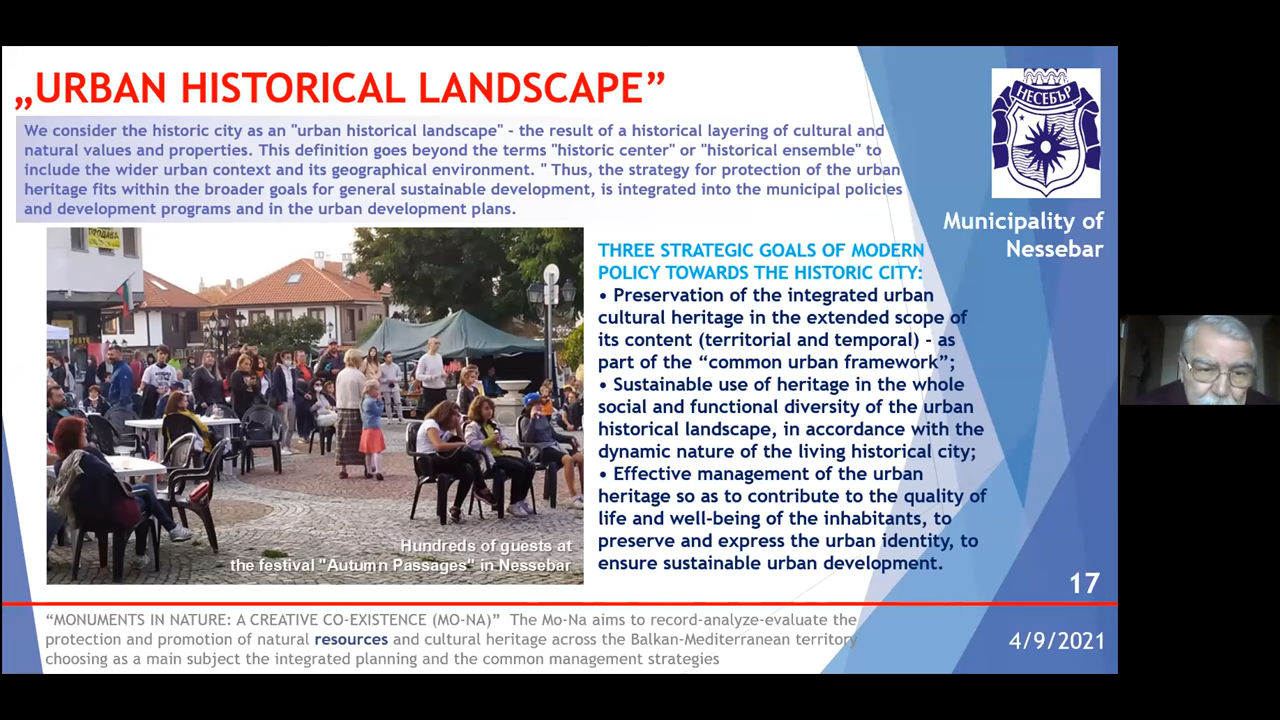 „URBAN HISTORICAL LANDSCAPE”
We consider the historic city as an "urban historical landscape" - the result of a historical layering of cultural and
natural values and properties. This definition goes beyond the terms "historic center" or "historical ensemble" to
include the wider urban context and its geographical environment. " Thus, the strategy for protection of the urban
heritage fits within the broader goals for general sustainable development, is integrated into the municipal policies
and development programs and in the urban development plans.
НЕСЕБЪР
Municipality of
Nessebar
ПРОДАВА
Hundreds of guests at
the festival "Autumn Passages" in Nessebar
THREE STRATEGIC GOALS OF MODERN
POLICY TOWARDS THE HISTORIC CITY:
• Preservation of the integrated urban
cultural heritage in the extended scope of
its content (territorial and temporal) - as
part of the “common urban framework”;
• Sustainable use of heritage in the whole
social and functional diversity of the urban
historical landscape, in accordance with the
dynamic nature of the living historical city;
• Effective management of the urban
heritage so as to contribute to the quality of
life and well-being of the inhabitants, to
preserve and express the urban identity, to
ensure sustainable urban development.
17
“MONUMENTS IN NATURE: A CREATIVE CO-EXISTENCE (MO-NA)” The Mo-Na aims to record-analyze-evaluate the
protection and promotion of natural resources and cultural heritage across the Balkan-Mediterranean territory
choosing as a main subject the integrated planning and the common management strategies
4/9/2021